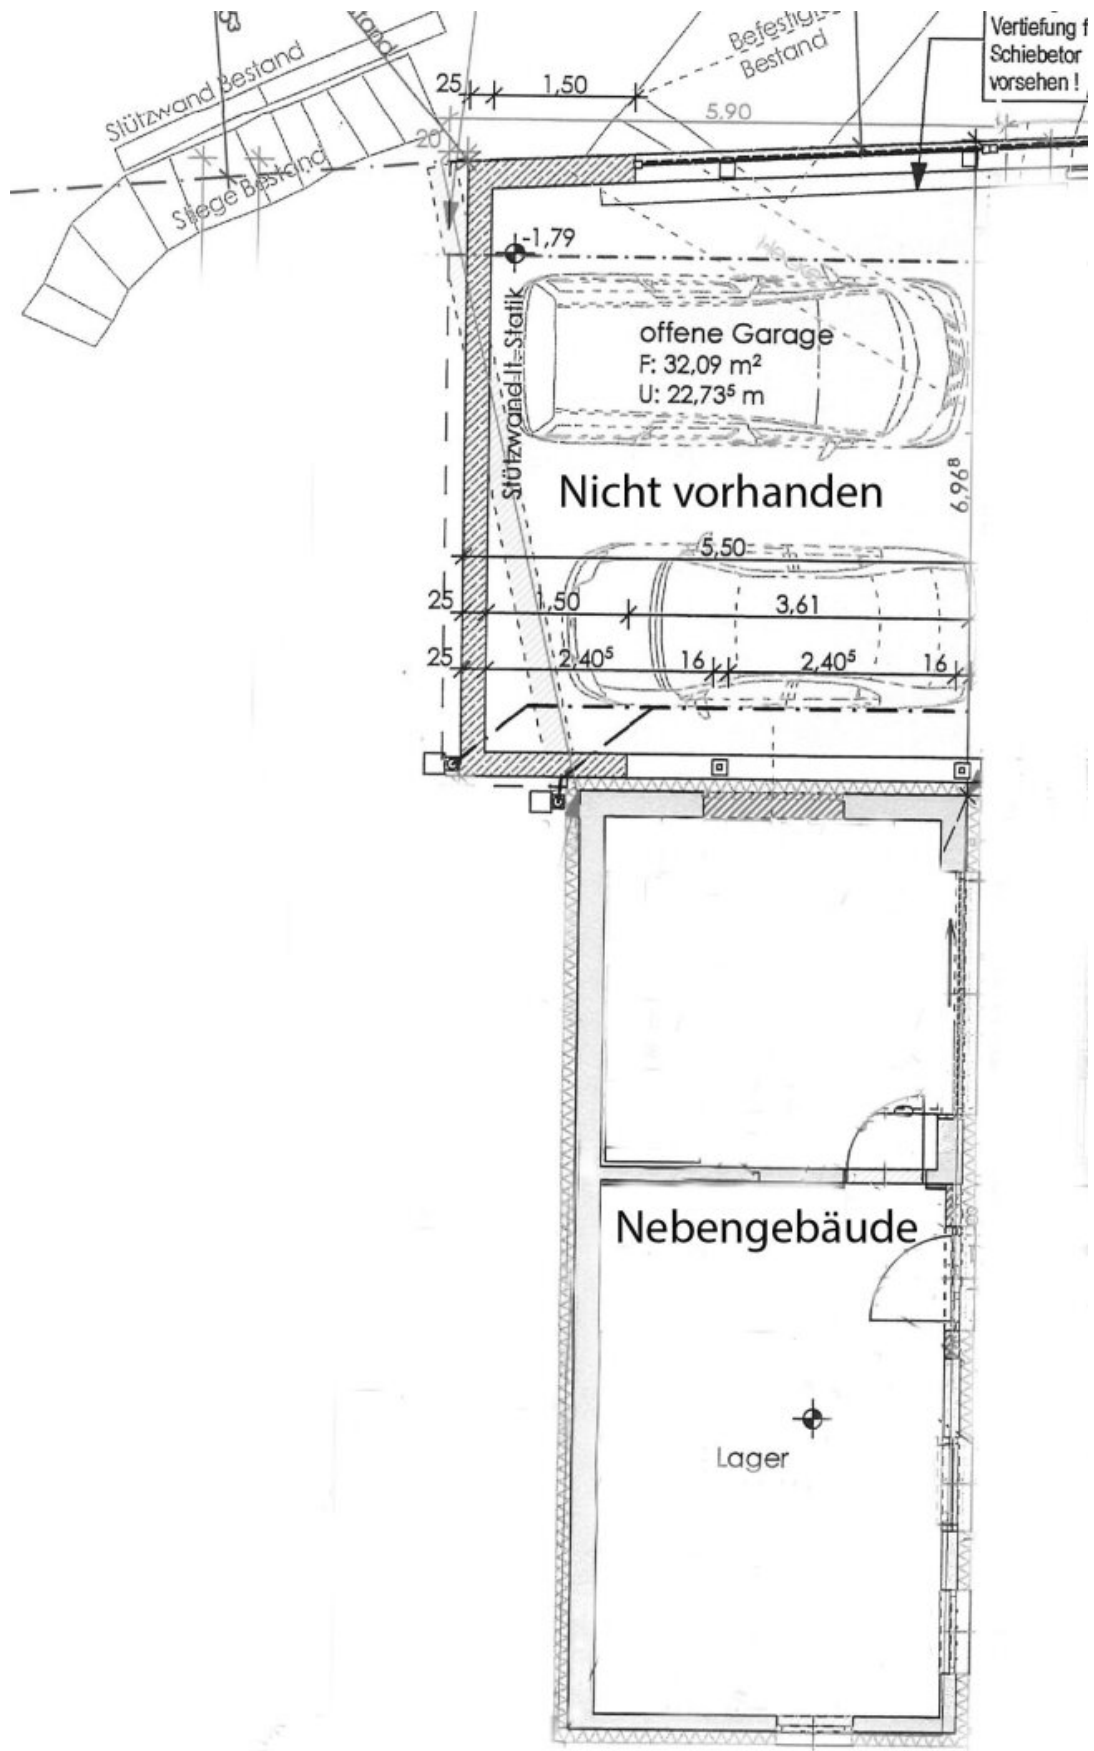 Vertiefung f
Schiebetor
vorsehen !
Stützwand Bestand
Bestand
25
1,50
5,90
20
Stiege Bestand
-1,79
Stützwand lt. Statik
offene Garage
F: 32,09 m²
U: 22,73⁵ m
Nicht vorhanden
6,96⁸
5,50
25
1,50
3,61
25
2,40⁵
16
2,40⁵
16
Nebengebäude
Lager